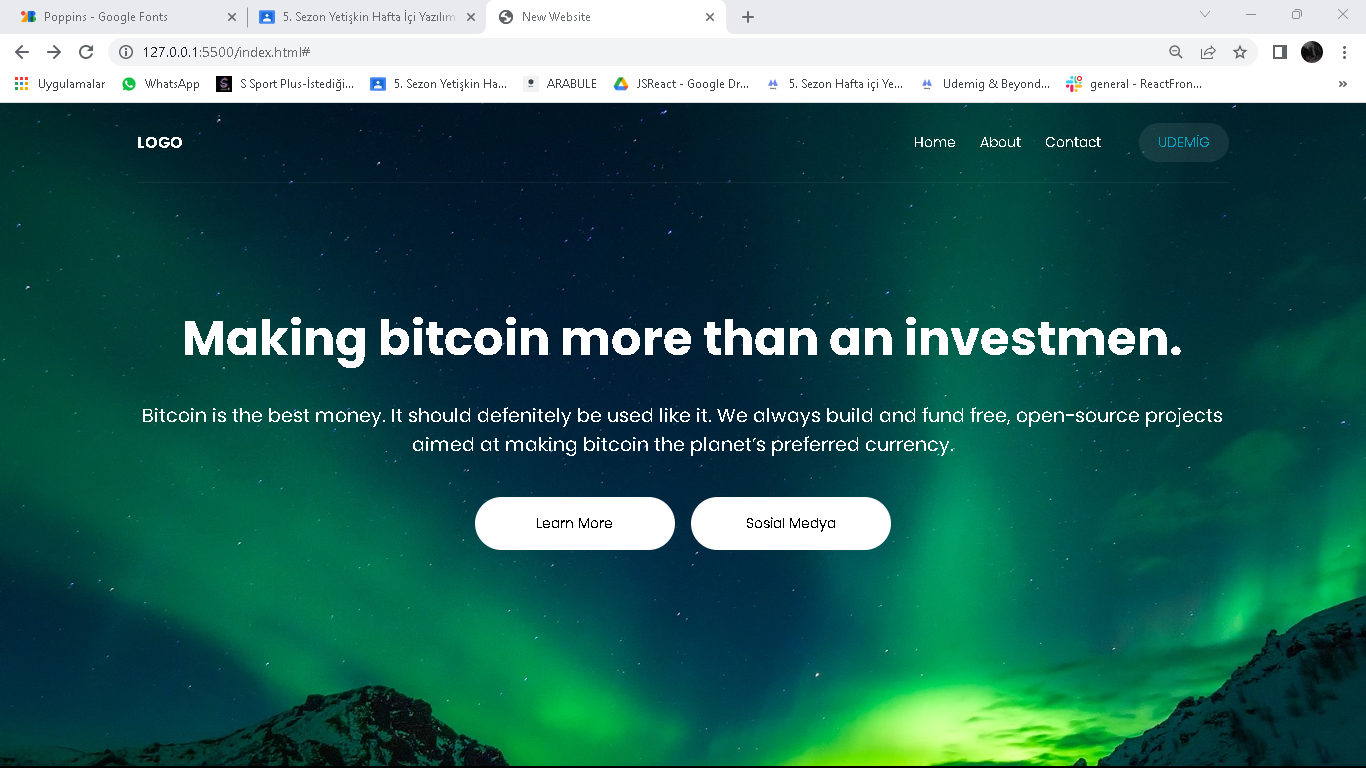 Poppins - Google Fonts
5. Sezon Yetişkin Hafta İçi Yazılım
New Website
127.0.0.1:5500/index.html#
Uygulamalar
WhatsApp
S Sport Plus-İstediği...
5. Sezon Yetişkin Ha...
ARABULE
JSReact - Google Dr...
5. Sezon Hafta içi Ye...
Udemig & Beyond...
general - ReactFron...
»
LOGO
Home
About
Contact
UDEMİG
Making bitcoin more than an investmen.
Bitcoin is the best money. It should defenitely be used like it. We always build and fund free, open-source projects
aimed at making bitcoin the planet’s preferred currency.
Learn More
Sosial Medya